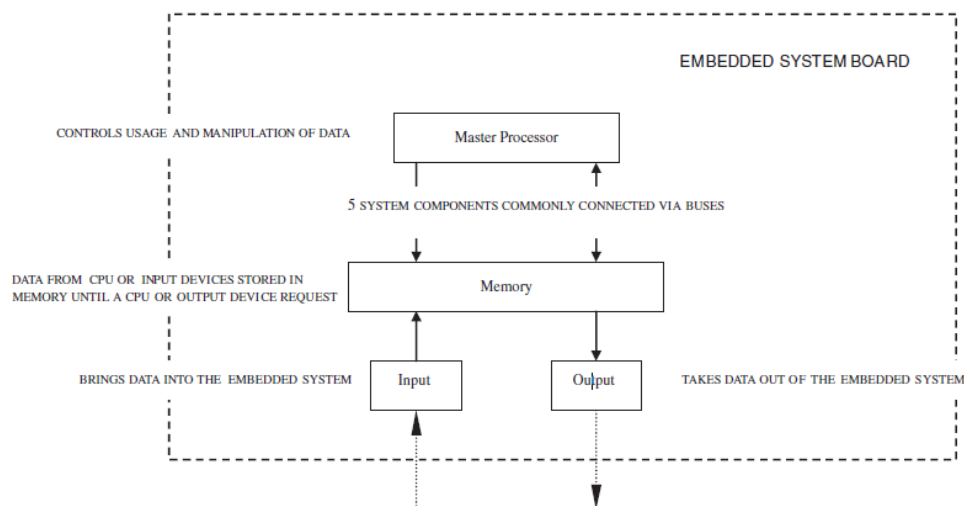 EMBEDDED SYSTEM BOARD
CONTROLS USAGE AND MANIPULATION OF DATA
Master Processor
5 SYSTEM COMPONENTS COMMONLY CONNECTED VIA BUSES
DATA FROM CPU OR INPUT DEVICES STORED IN
MEMORY UNTIL A CPU OR OUTPUT DEVICE REQUEST
Memory
BRINGS DATA INTO THE EMBEDDED SYSTEM
Input
Output
TAKES DATA OUT OF THE EMBEDDED SYSTEM